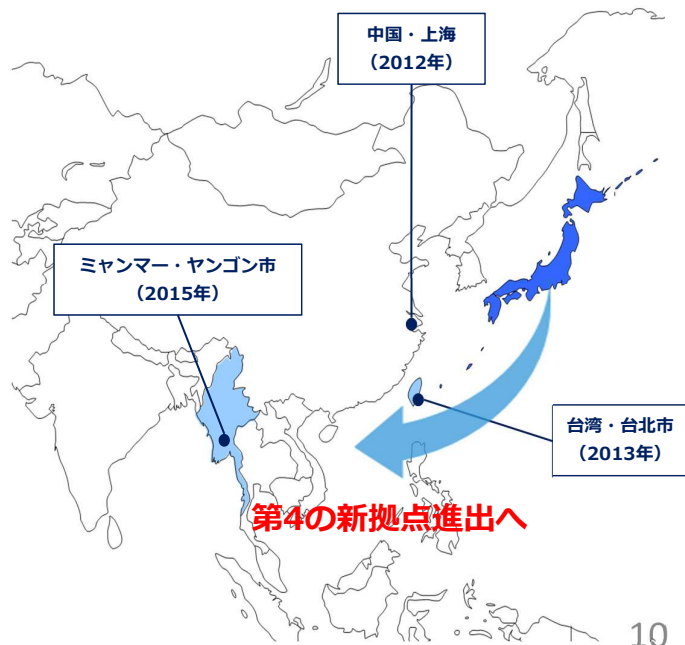 中国・上海
（2012年）
ミャンマー・ヤンゴン市
（2015年）
台湾・台北市
（2013年）
第4の新拠点進出へ
10